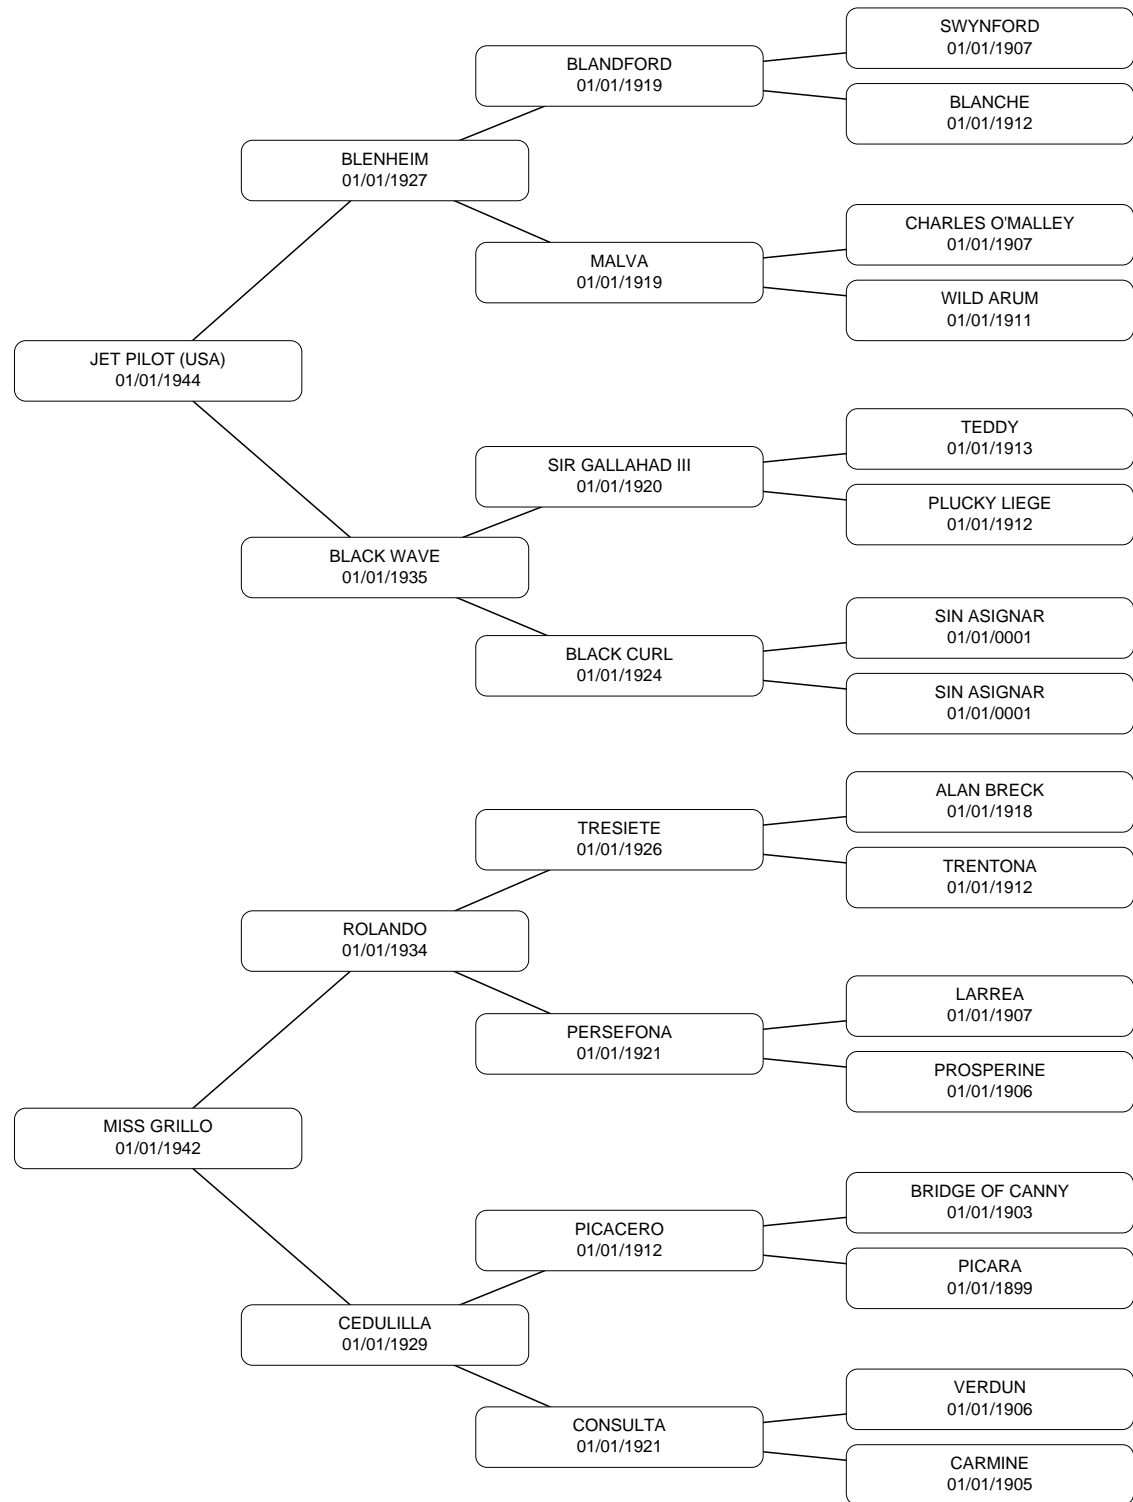 SWYNFORD
01/01/1907
BLANDFORD
01/01/1919
BLANCHE
01/01/1912
BLENHEIM
01/01/1927
CHARLES O'MALLEY
01/01/1907
MALVA
01/01/1919
WILD ARUM
01/01/1911
JET PILOT (USA)
01/01/1944
TEDDY
01/01/1913
SIR GALLAHAD III
01/01/1920
PLUCKY LIEGE
01/01/1912
BLACK WAVE
01/01/1935
SIN ASIGNAR
01/01/0001
BLACK CURL
01/01/1924
SIN ASIGNAR
01/01/0001
ALAN BRECK
01/01/1918
TRESIETE
01/01/1926
TRENTONA
01/01/1912
ROLANDO
01/01/1934
LARREA
01/01/1907
PERSEFONA
01/01/1921
PROSPERINE
01/01/1906
MISS GRILLO
01/01/1942
BRIDGE OF CANNY
01/01/1903
PICACERO
01/01/1912
PICARA
01/01/1899
CEDULILLA
01/01/1929
VERDUN
01/01/1906
CONSULTA
01/01/1921
CARMINE
01/01/1905